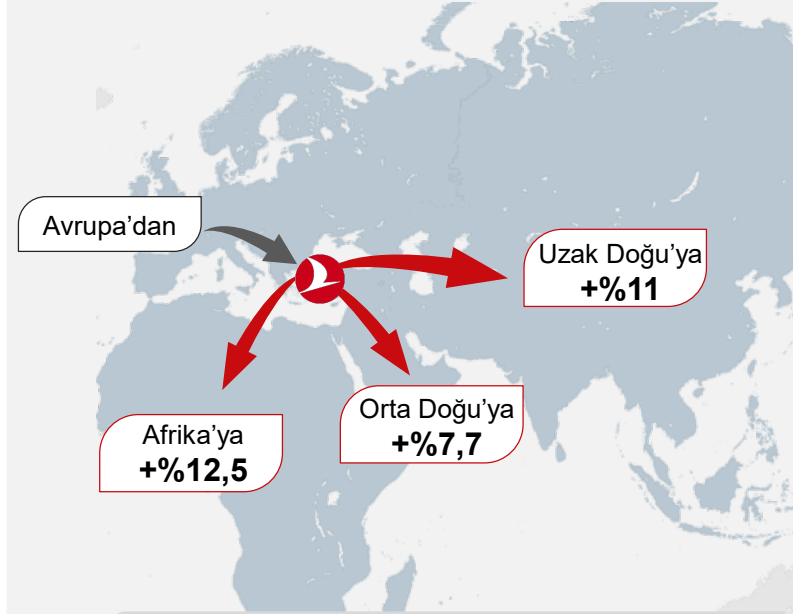 Avrupa’dan
Uzak Doğu’ya
+%11
Orta Doğu’ya
+%7,7
Afrika’ya
+%12,5